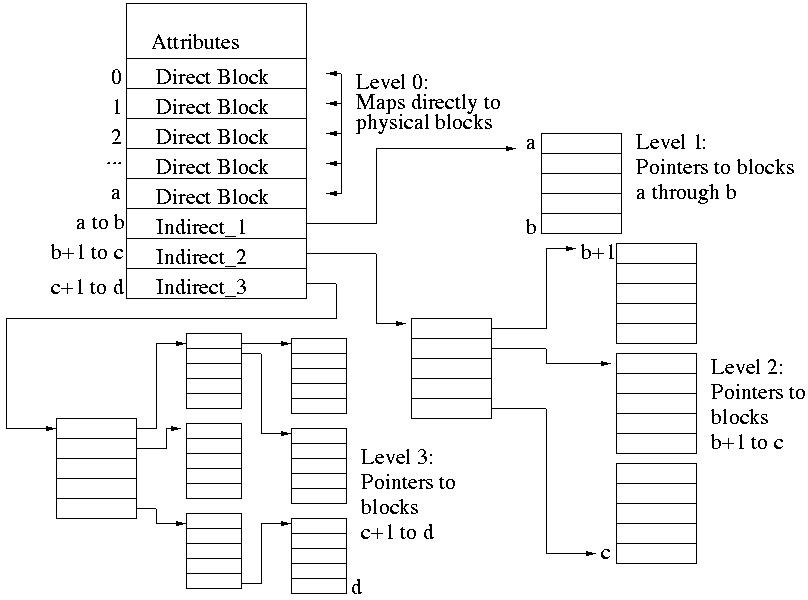 Attributes
0 Direct Block
1 Direct Block
2 Direct Block
... Direct Block
a Direct Block
a to b Indirect_1
b+1 to c Indirect_2
c+1 to d Indirect_3
Level 0:
Maps directly to
physical blocks
a
b
Level 1:
Pointers to blocks
a through b
b+1
c
Level 2:
Pointers to
blocks
b+1 to c
Level 3:
Pointers to
blocks
c+1 to d
d